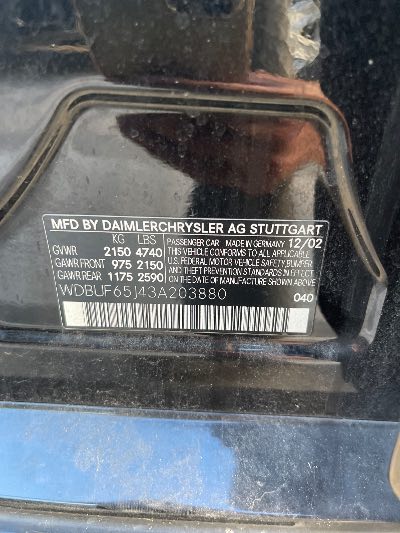 MFD BY DAIMLERCHRYSLER AG STUTTGART
KG LBS
GVWR 2150 4740
GAWR FRONT 975 2150
GAWR REAR 1175 2590
PASSENGER CAR MADE IN GERMANY 12/02
THIS VEHICLE CONFORMS TO ALL APPLICABLE
U.S. FEDERAL MOTOR VEHICLE SAFETY, BUMPER
AND THEFT PREVENTION STANDARDS IN EFFECT
ON THE DATE OF MANUFACTURE SHOWN ABOVE
WDBUF65J43A203880
040